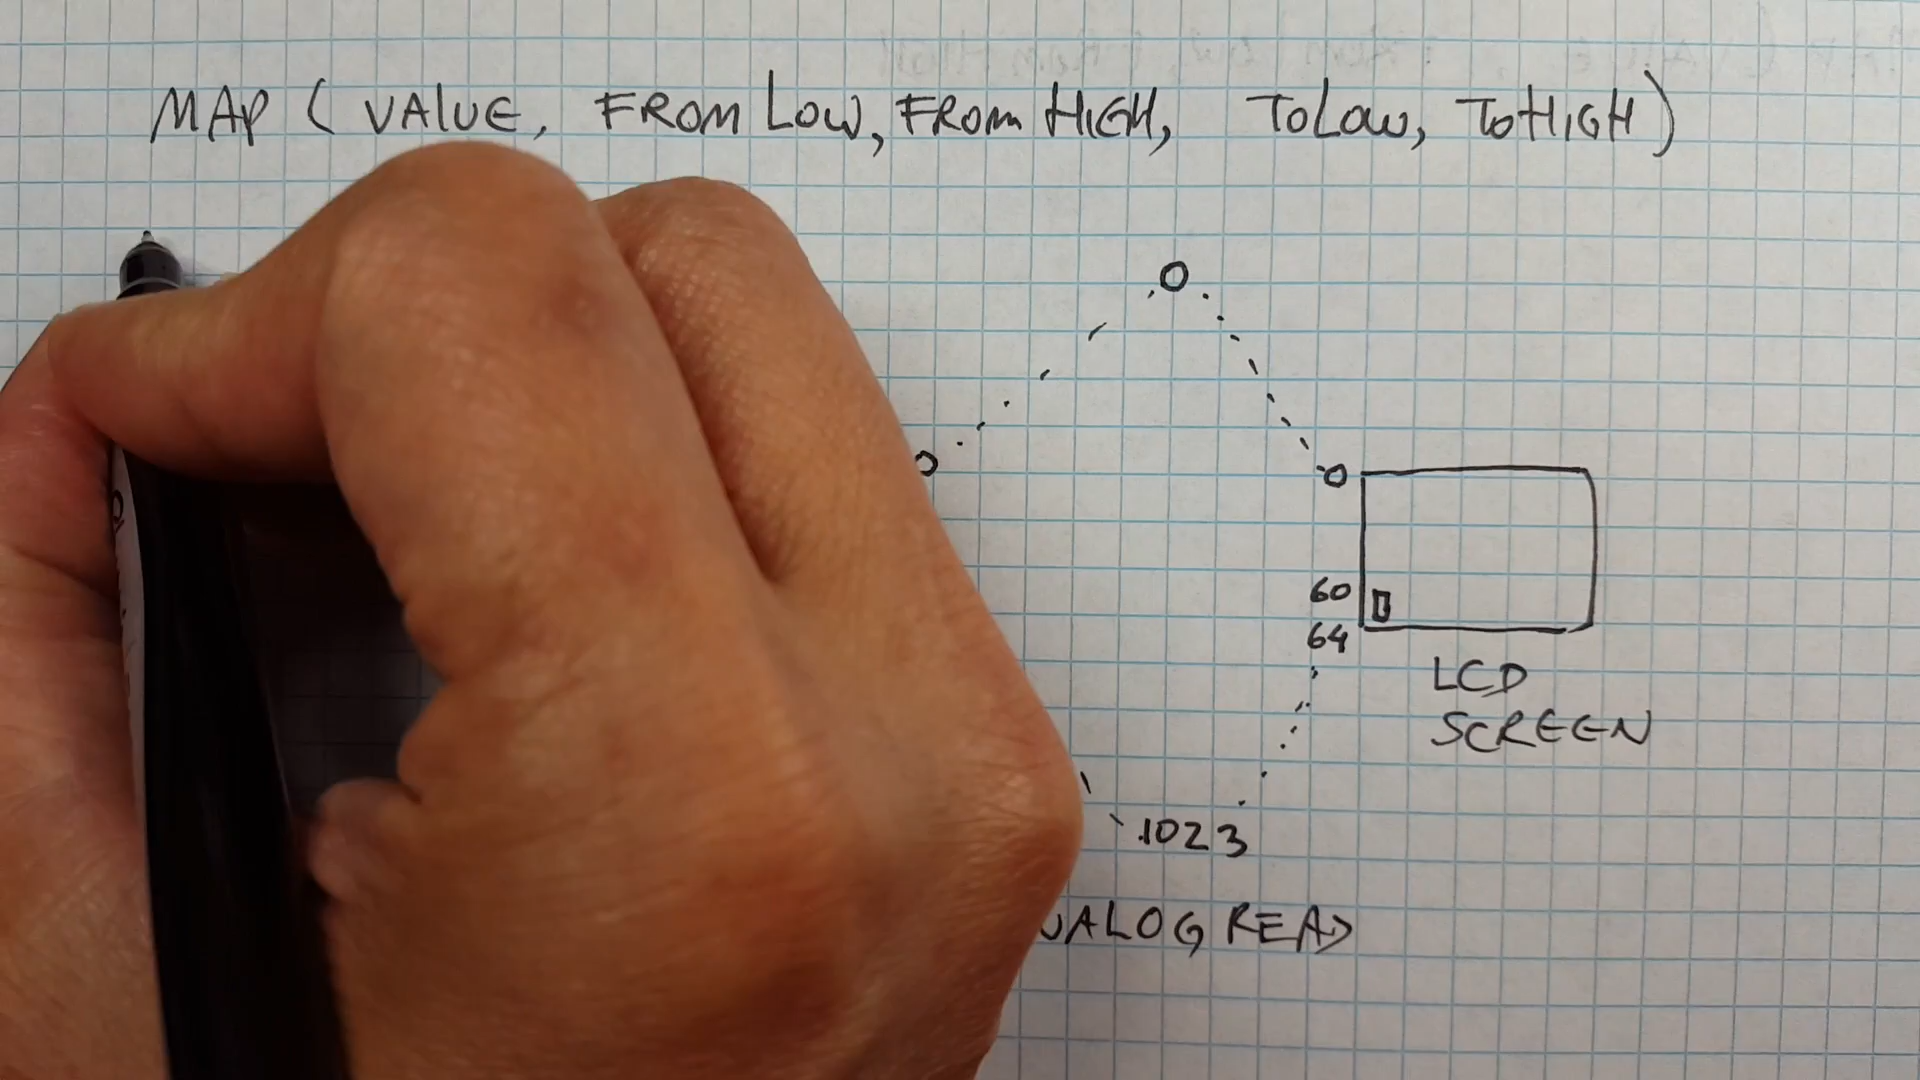 MAP ( VALUE, FROM LOW, FROM HIGH, TOLOW, TOHIGH)
0
0
0
60
64
LCD
SCREEN
1023
ALOG READ